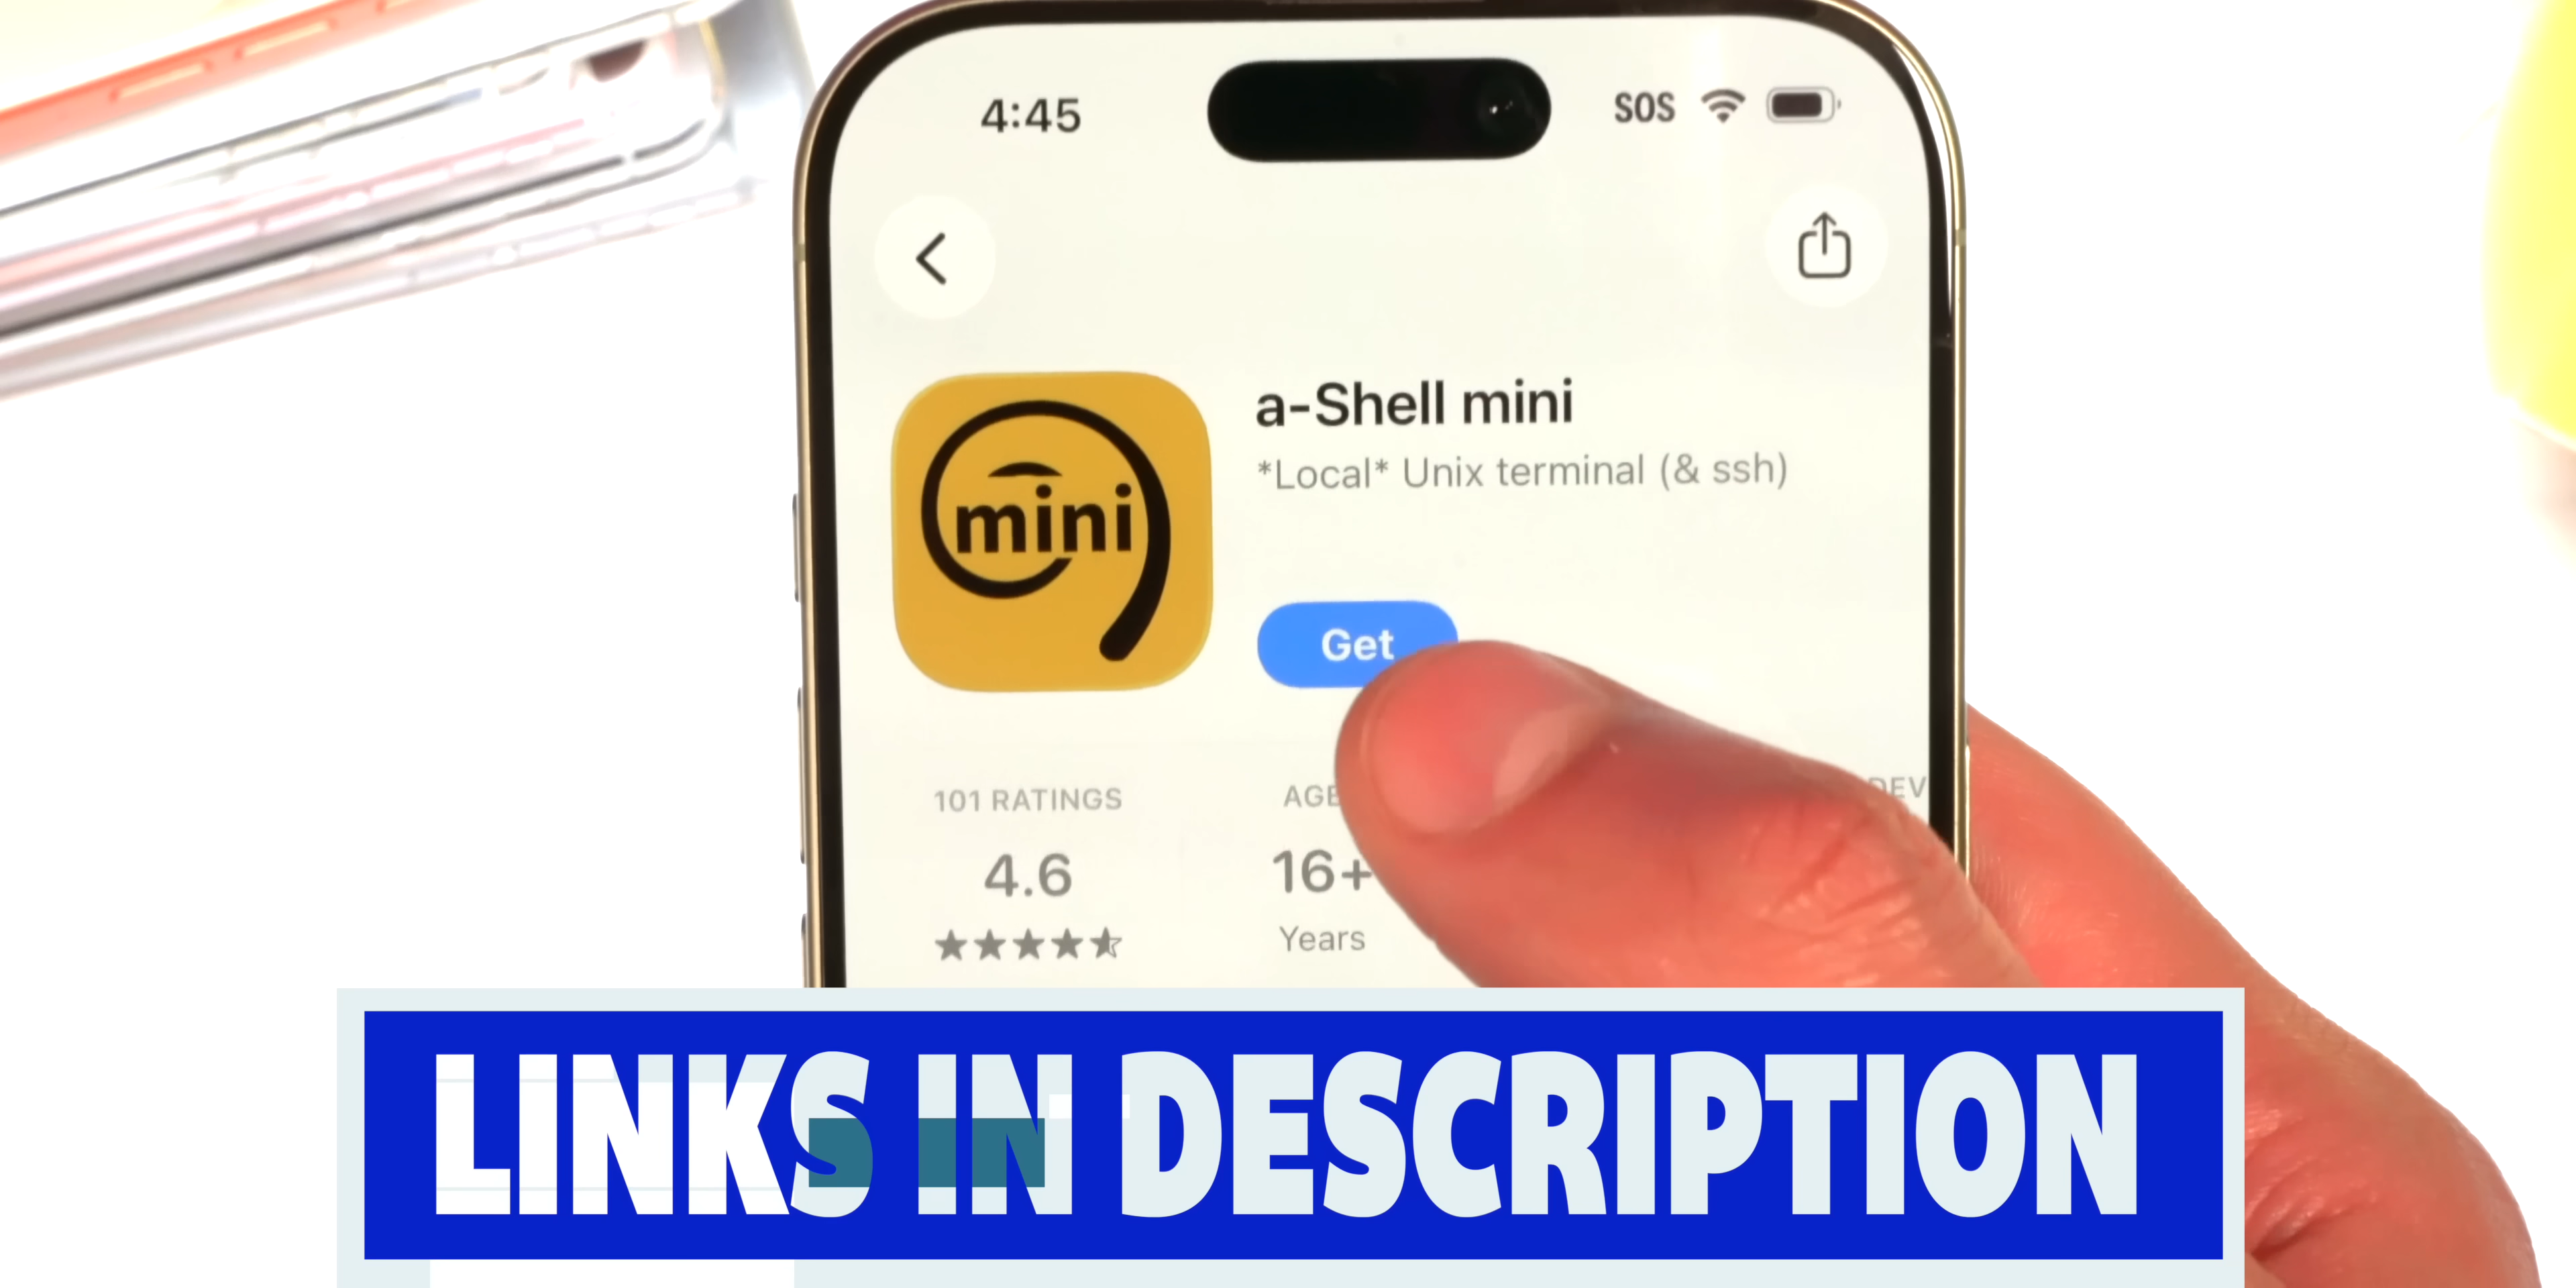 4:45
SOS
mini
a-Shell mini
*Local* Unix terminal (& ssh)
Get
101 RATINGS
4.6
16+
Years
LINKS IN DESCRIPTION